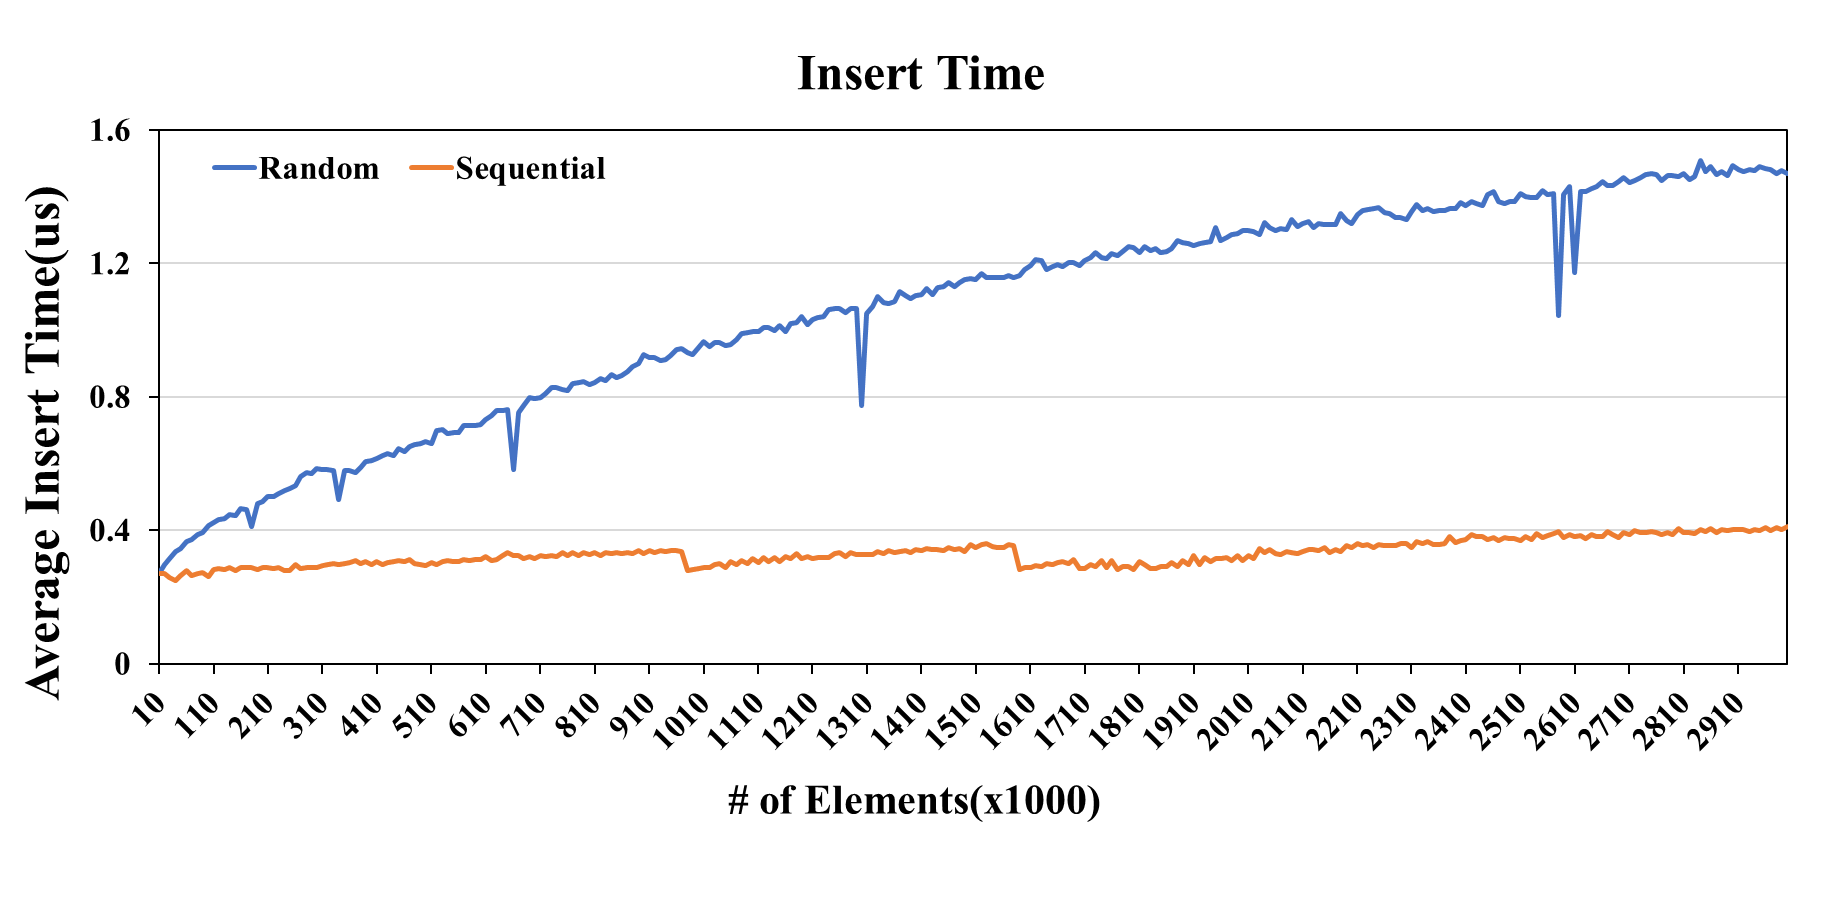 Insert Time
Random Sequential
Average Insert Time(us)
1.6
1.2
0.8
0.4
0
10 110 210 310 410 510 610 710 810 910 1010 1110 1210 1310 1410 1510 1610 1710 1810 1910 2010 2110 2210 2310 2410 2510 2610 2710 2810 2910
# of Elements(x1000)